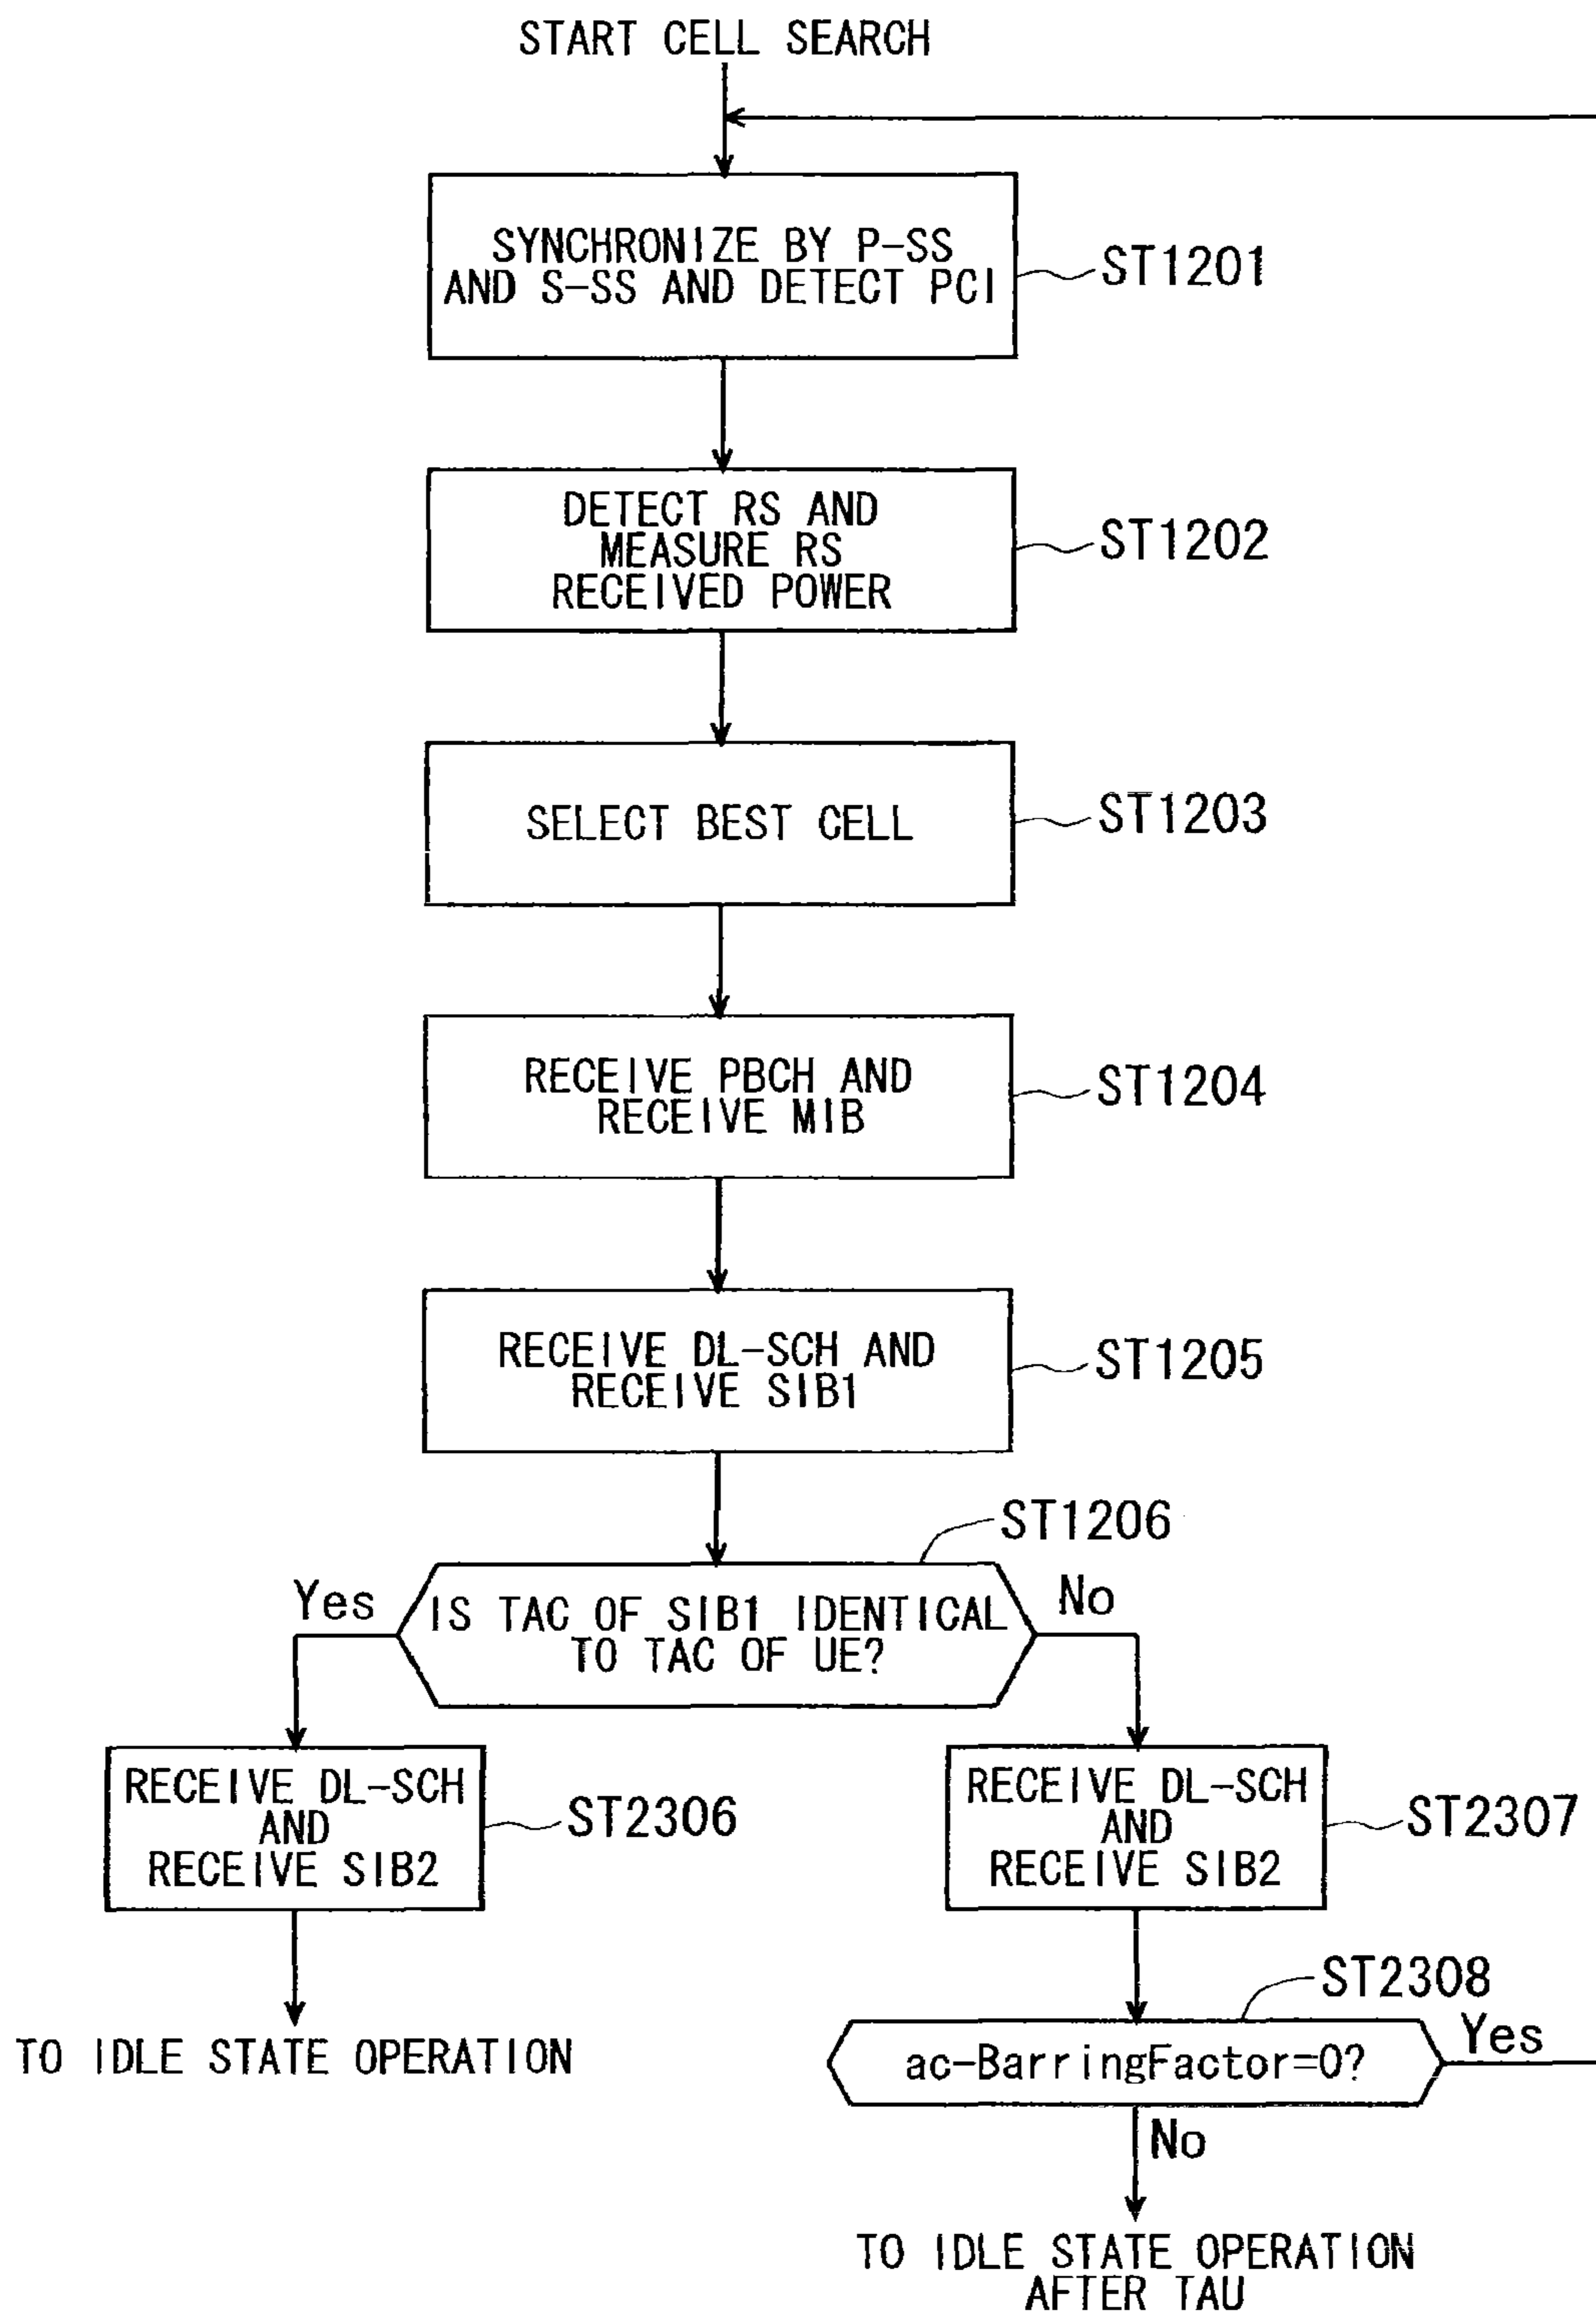 START CELL SEARCH
SYNCHRONIZE BY P-SS
AND S-SS AND DETECT PCI
ST1201
DETECT RS AND
MEASURE RS
RECEIVED POWER
ST1202
SELECT BEST CELL
ST1203
RECEIVE PBCH AND
RECEIVE MIB
ST1204
RECEIVE DL-SCH AND
RECEIVE SIB1
ST1205
ST1206
Yes
IS TAC OF SIB1 IDENTICAL
TO TAC OF UE?
No
RECEIVE DL-SCH
AND
RECEIVE SIB2
ST2306
RECEIVE DL-SCH
AND
RECEIVE SIB2
ST2307
TO IDLE STATE OPERATION
ST2308
ac-BarringFactor=0?
Yes
No
TO IDLE STATE OPERATION
AFTER TAU